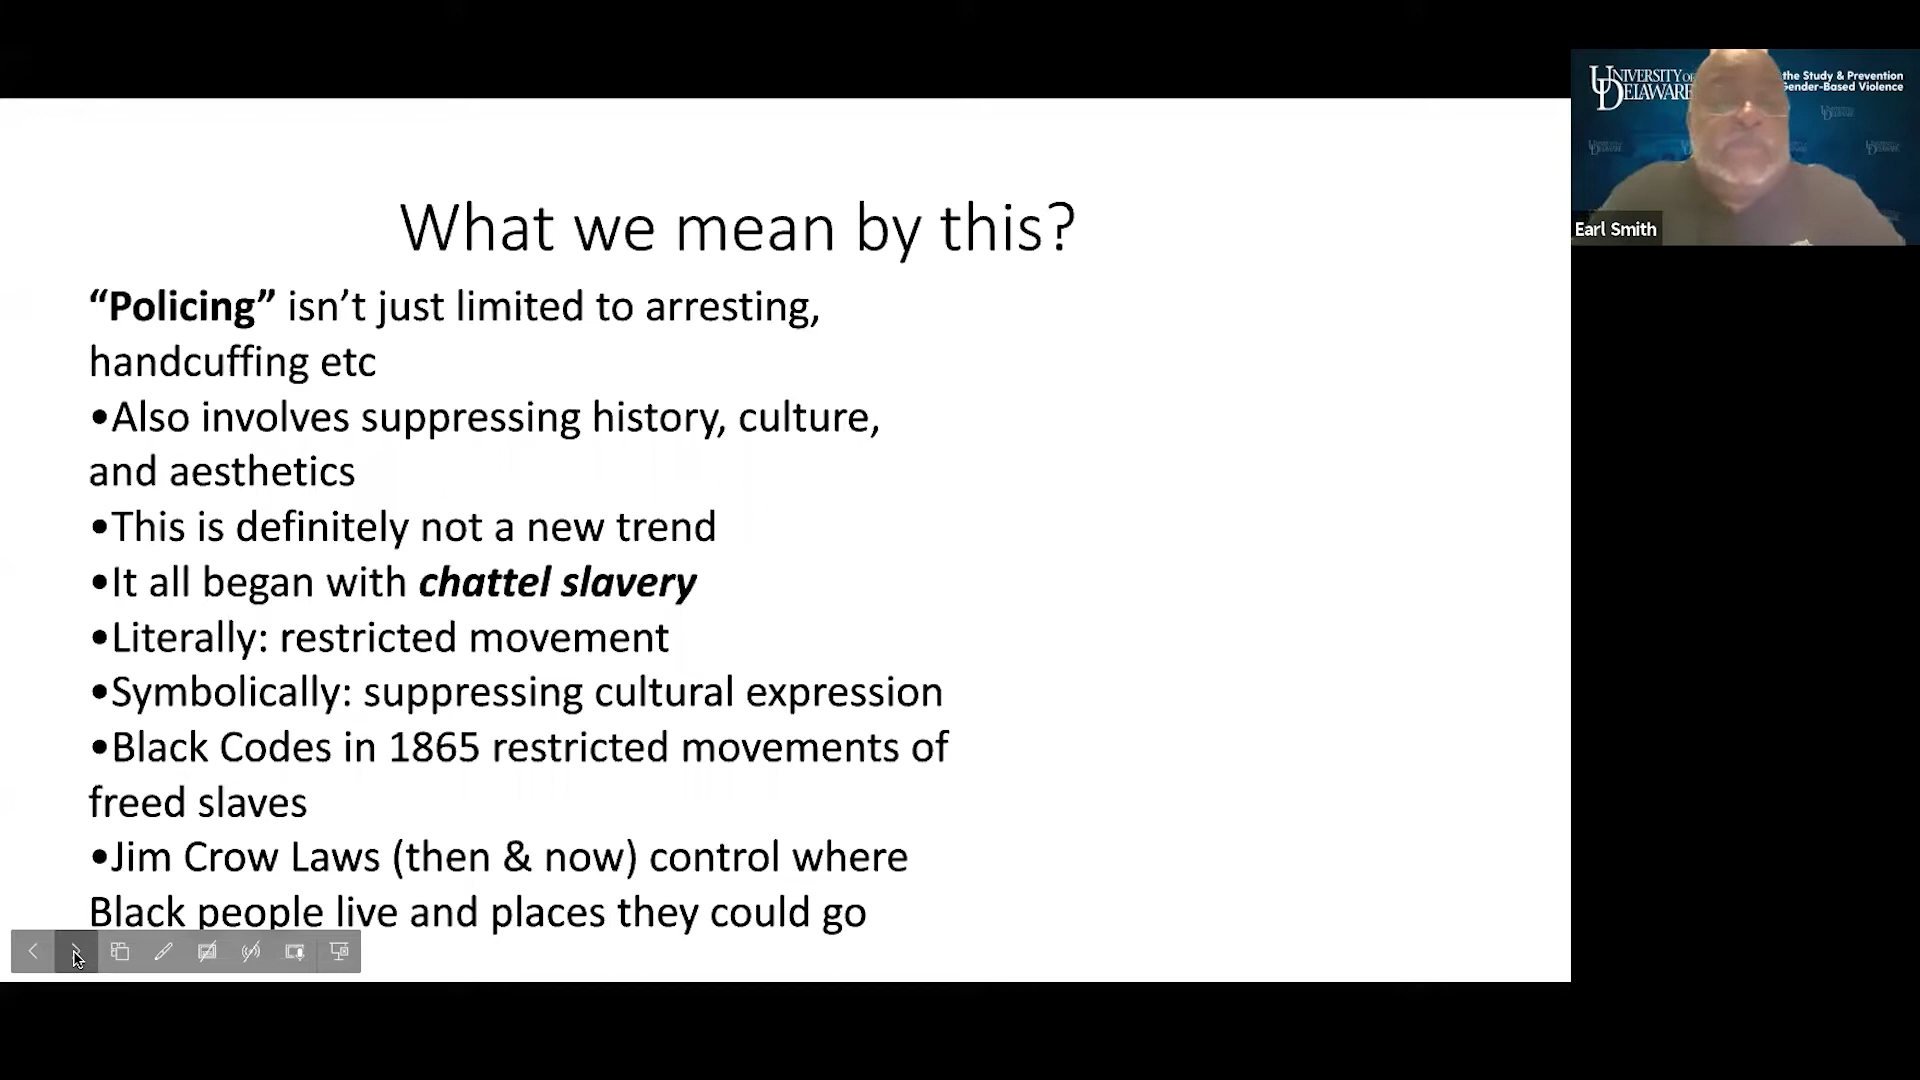 What we mean by this?
“Policing” isn’t just limited to arresting,
handcuffing etc
•Also involves suppressing history, culture,
and aesthetics
•This is definitely not a new trend
•It all began with chattel slavery
•Literally: restricted movement
•Symbolically: suppressing cultural expression
•Black Codes in 1865 restricted movements of
freed slaves
•Jim Crow Laws (then & now) control where
Black people live and places they could go
UNIVERSITY OF
DELAWARE
the Study & Prevention
Gender-Based Violence
Earl Smith